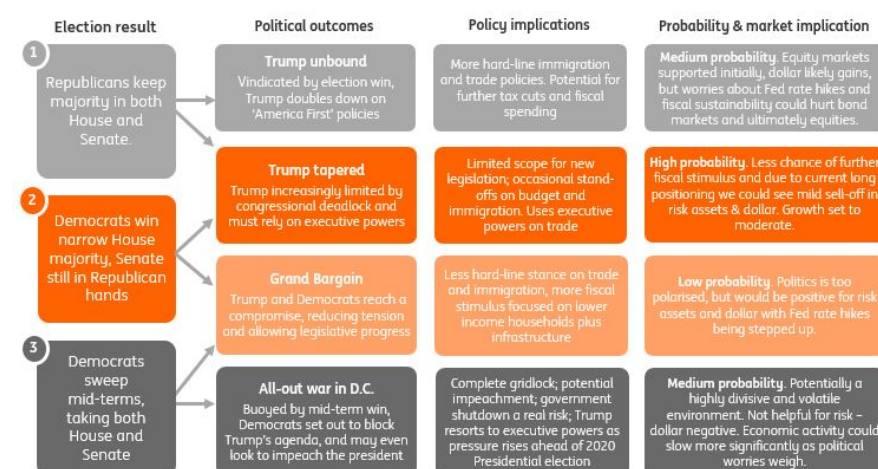 Election result
Political outcomes
Policy implications
Probability & market implication
1
Republicans keep
majority in both
House and
Senate.
Trump unbound
Vindicated by election win,
Trump doubles down on
'America First' policies
More hard-line immigration
and trade policies. Potential for
further tax cuts and fiscal
spending
Medium probability. Equity markets
supported initially, dollar likely gains,
but worries about Fed rate hikes and
fiscal sustainability could hurt bond
markets and ultimately equities.
2
Democrats win
narrow House
majority, Senate
still in Republican
hands
Trump tapered
Trump increasingly limited by
congressional deadlock and
must rely on executive powers
Limited scope for new
legislation; occasional stand-
offs on budget and
immigration. Uses executive
powers on trade
High probability. Less chance of further
fiscal stimulus and due to current long
positioning we could see mild sell-off in
risk assets & dollar. Growth set to
moderate.
Grand Bargain
Trump and Democrats reach a
compromise, reducing tension
and allowing legislative progress
Less hard-line stance on trade
and immigration, more fiscal
stimulus focused on lower
income households plus
infrastructure
Low probability. Politics is too
polarised, but would be positive for risk
assets and dollar with Fed rate hikes
being stepped up.
3
Democrats
sweep
mid-terms,
taking both
House and
Senate
All-out war in D.C.
Buoyed by mid-term win,
Democrats set out to block
Trump's agenda, and may even
look to impeach the president
Complete gridlock; potential
impeachment; government
shutdown a real risk; Trump
resorts to executive powers as
pressure rises ahead of 2020
Presidential election
Medium probability. Potentially a
highly divisive and volatile
environment. Not helpful for risk –
dollar negative. Economic activity could
slow more significantly as political
worries weigh.